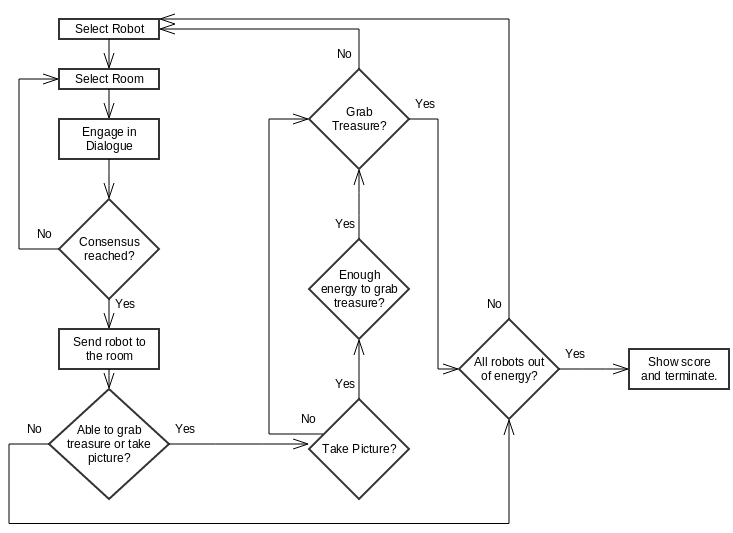 Select Robot
Select Room
Engage in
Dialogue
No
Consensus
reached?
Yes
Send robot to
the room
No
Able to grab
treasure or take
picture?
Yes
No
Grab
Treasure?
Yes
Yes
Enough
energy to grab
treasure?
Yes
No
Take Picture?
No
All robots out
of energy?
Yes
Show score
and terminate.